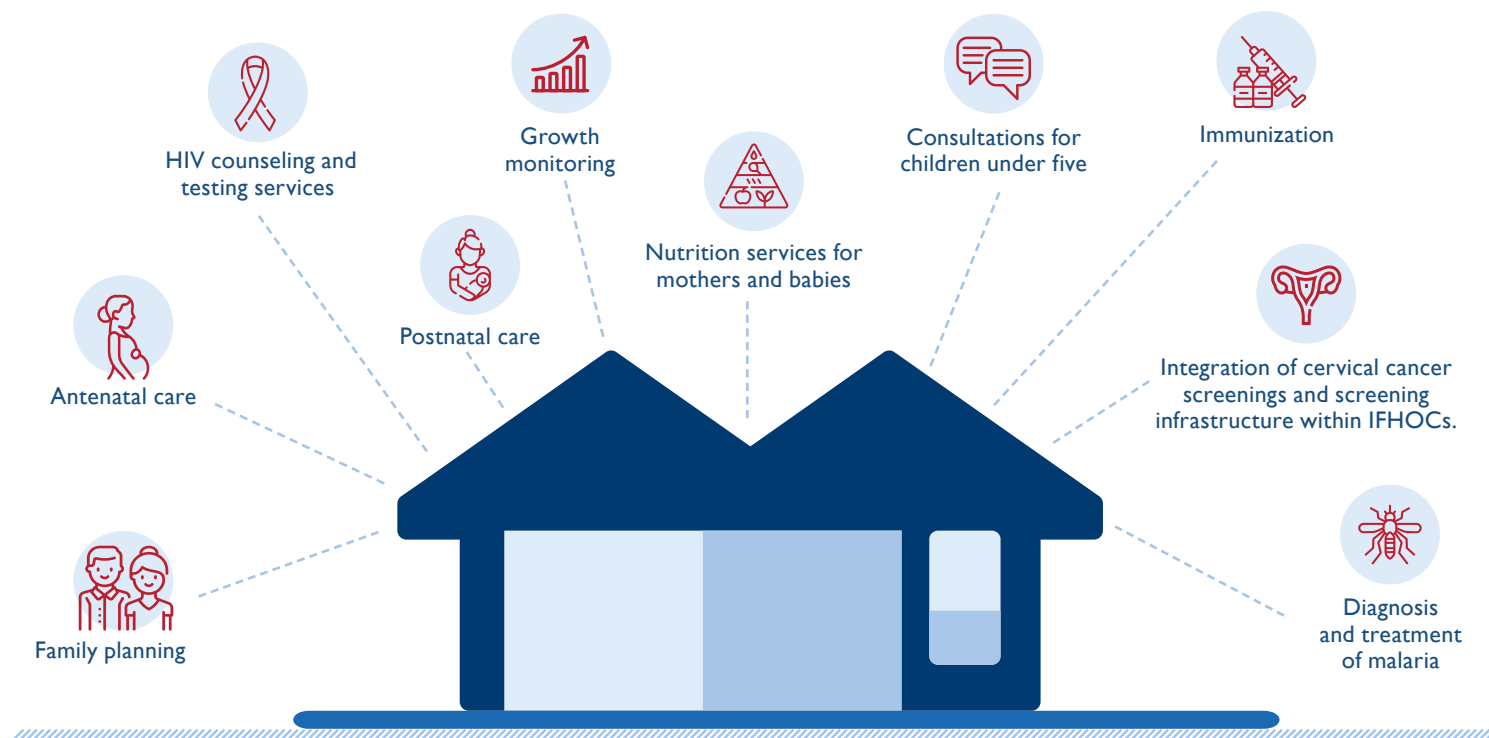 HIV counseling and
testing services
Growth
monitoring
Consultations for
children under five
Immunization
Nutrition services for
mothers and babies
Postnatal care
Antenatal care
Integration of cervical cancer
screenings and screening
infrastructure within IFHOCs.
Family planning
Diagnosis
and treatment
of malaria